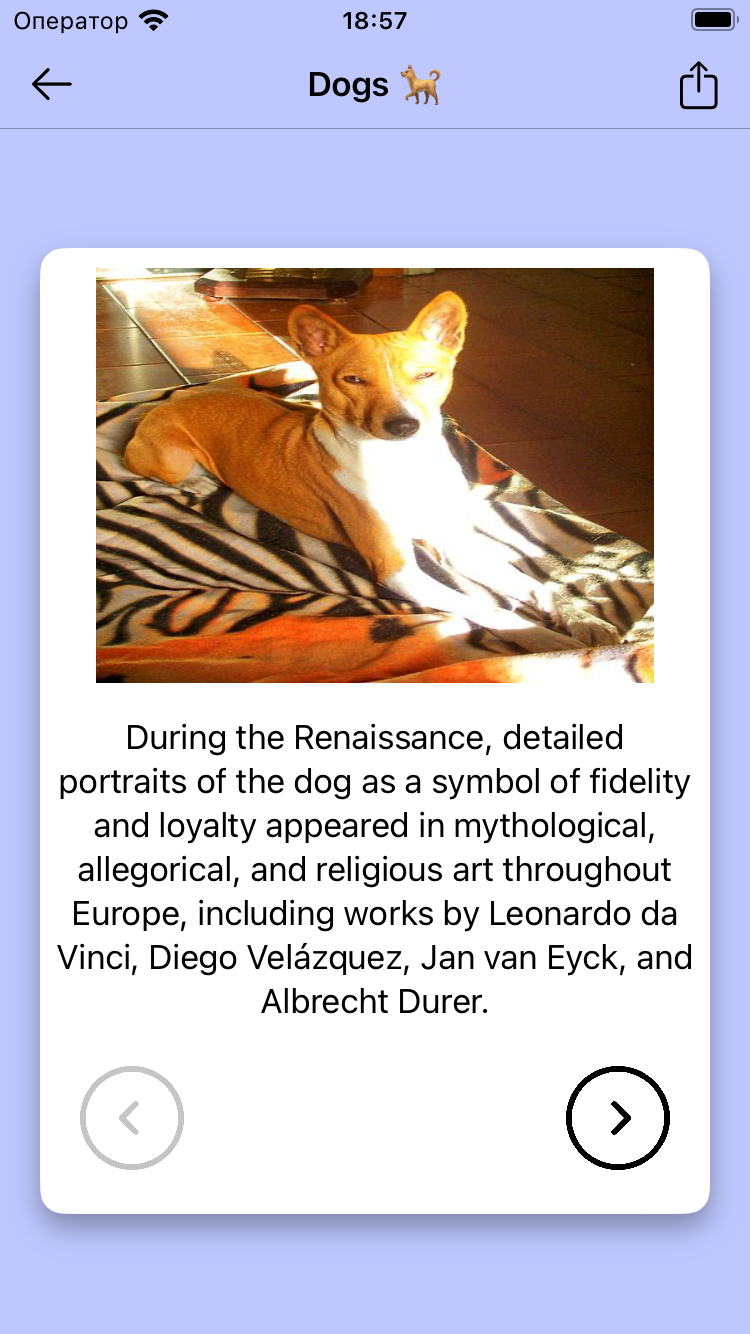 Оператор 18:57
Dogs 🐕
During the Renaissance, detailed
portraits of the dog as a symbol of fidelity
and loyalty appeared in mythological,
allegorical, and religious art throughout
Europe, including works by Leonardo da
Vinci, Diego Velázquez, Jan van Eyck, and
Albrecht Durer.